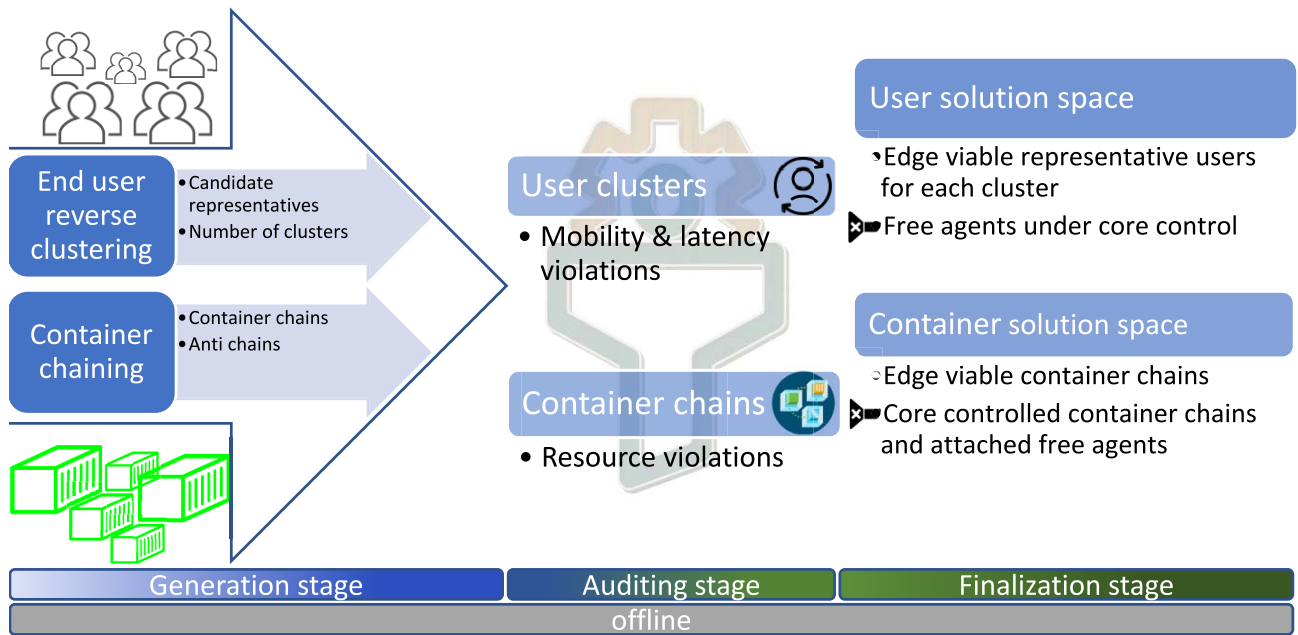 End user
reverse
clustering
•Candidate
representatives
•Number of clusters
Container
chaining
•Container chains
•Anti chains
User clusters
• Mobility & latency
violations
Container chains
• Resource violations
User solution space
•Edge viable representative users
for each cluster
Free agents under core control
Container solution space
Edge viable container chains
Core controlled container chains
and attached free agents
Generation stage
Auditing stage
Finalization stage
offline